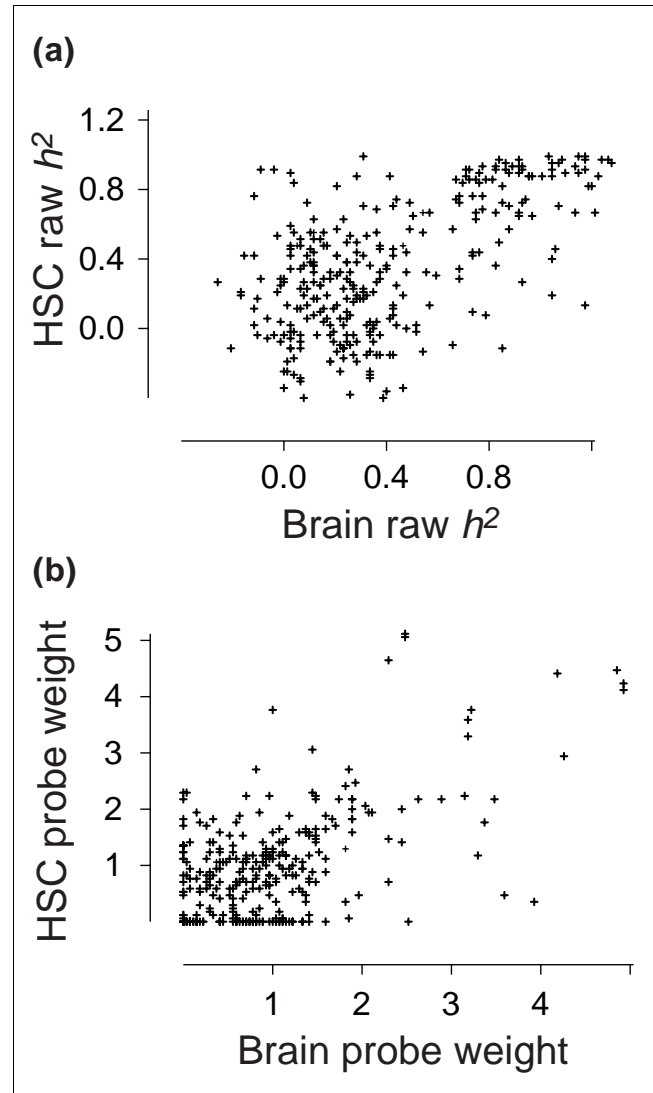 (a)
HSC raw h²
1.2
0.8
0.4
0.0
0.0 0.4 0.8
Brain raw h²
(b)
HSC probe weight
5
4
3
2
1
1 2 3 4
Brain probe weight